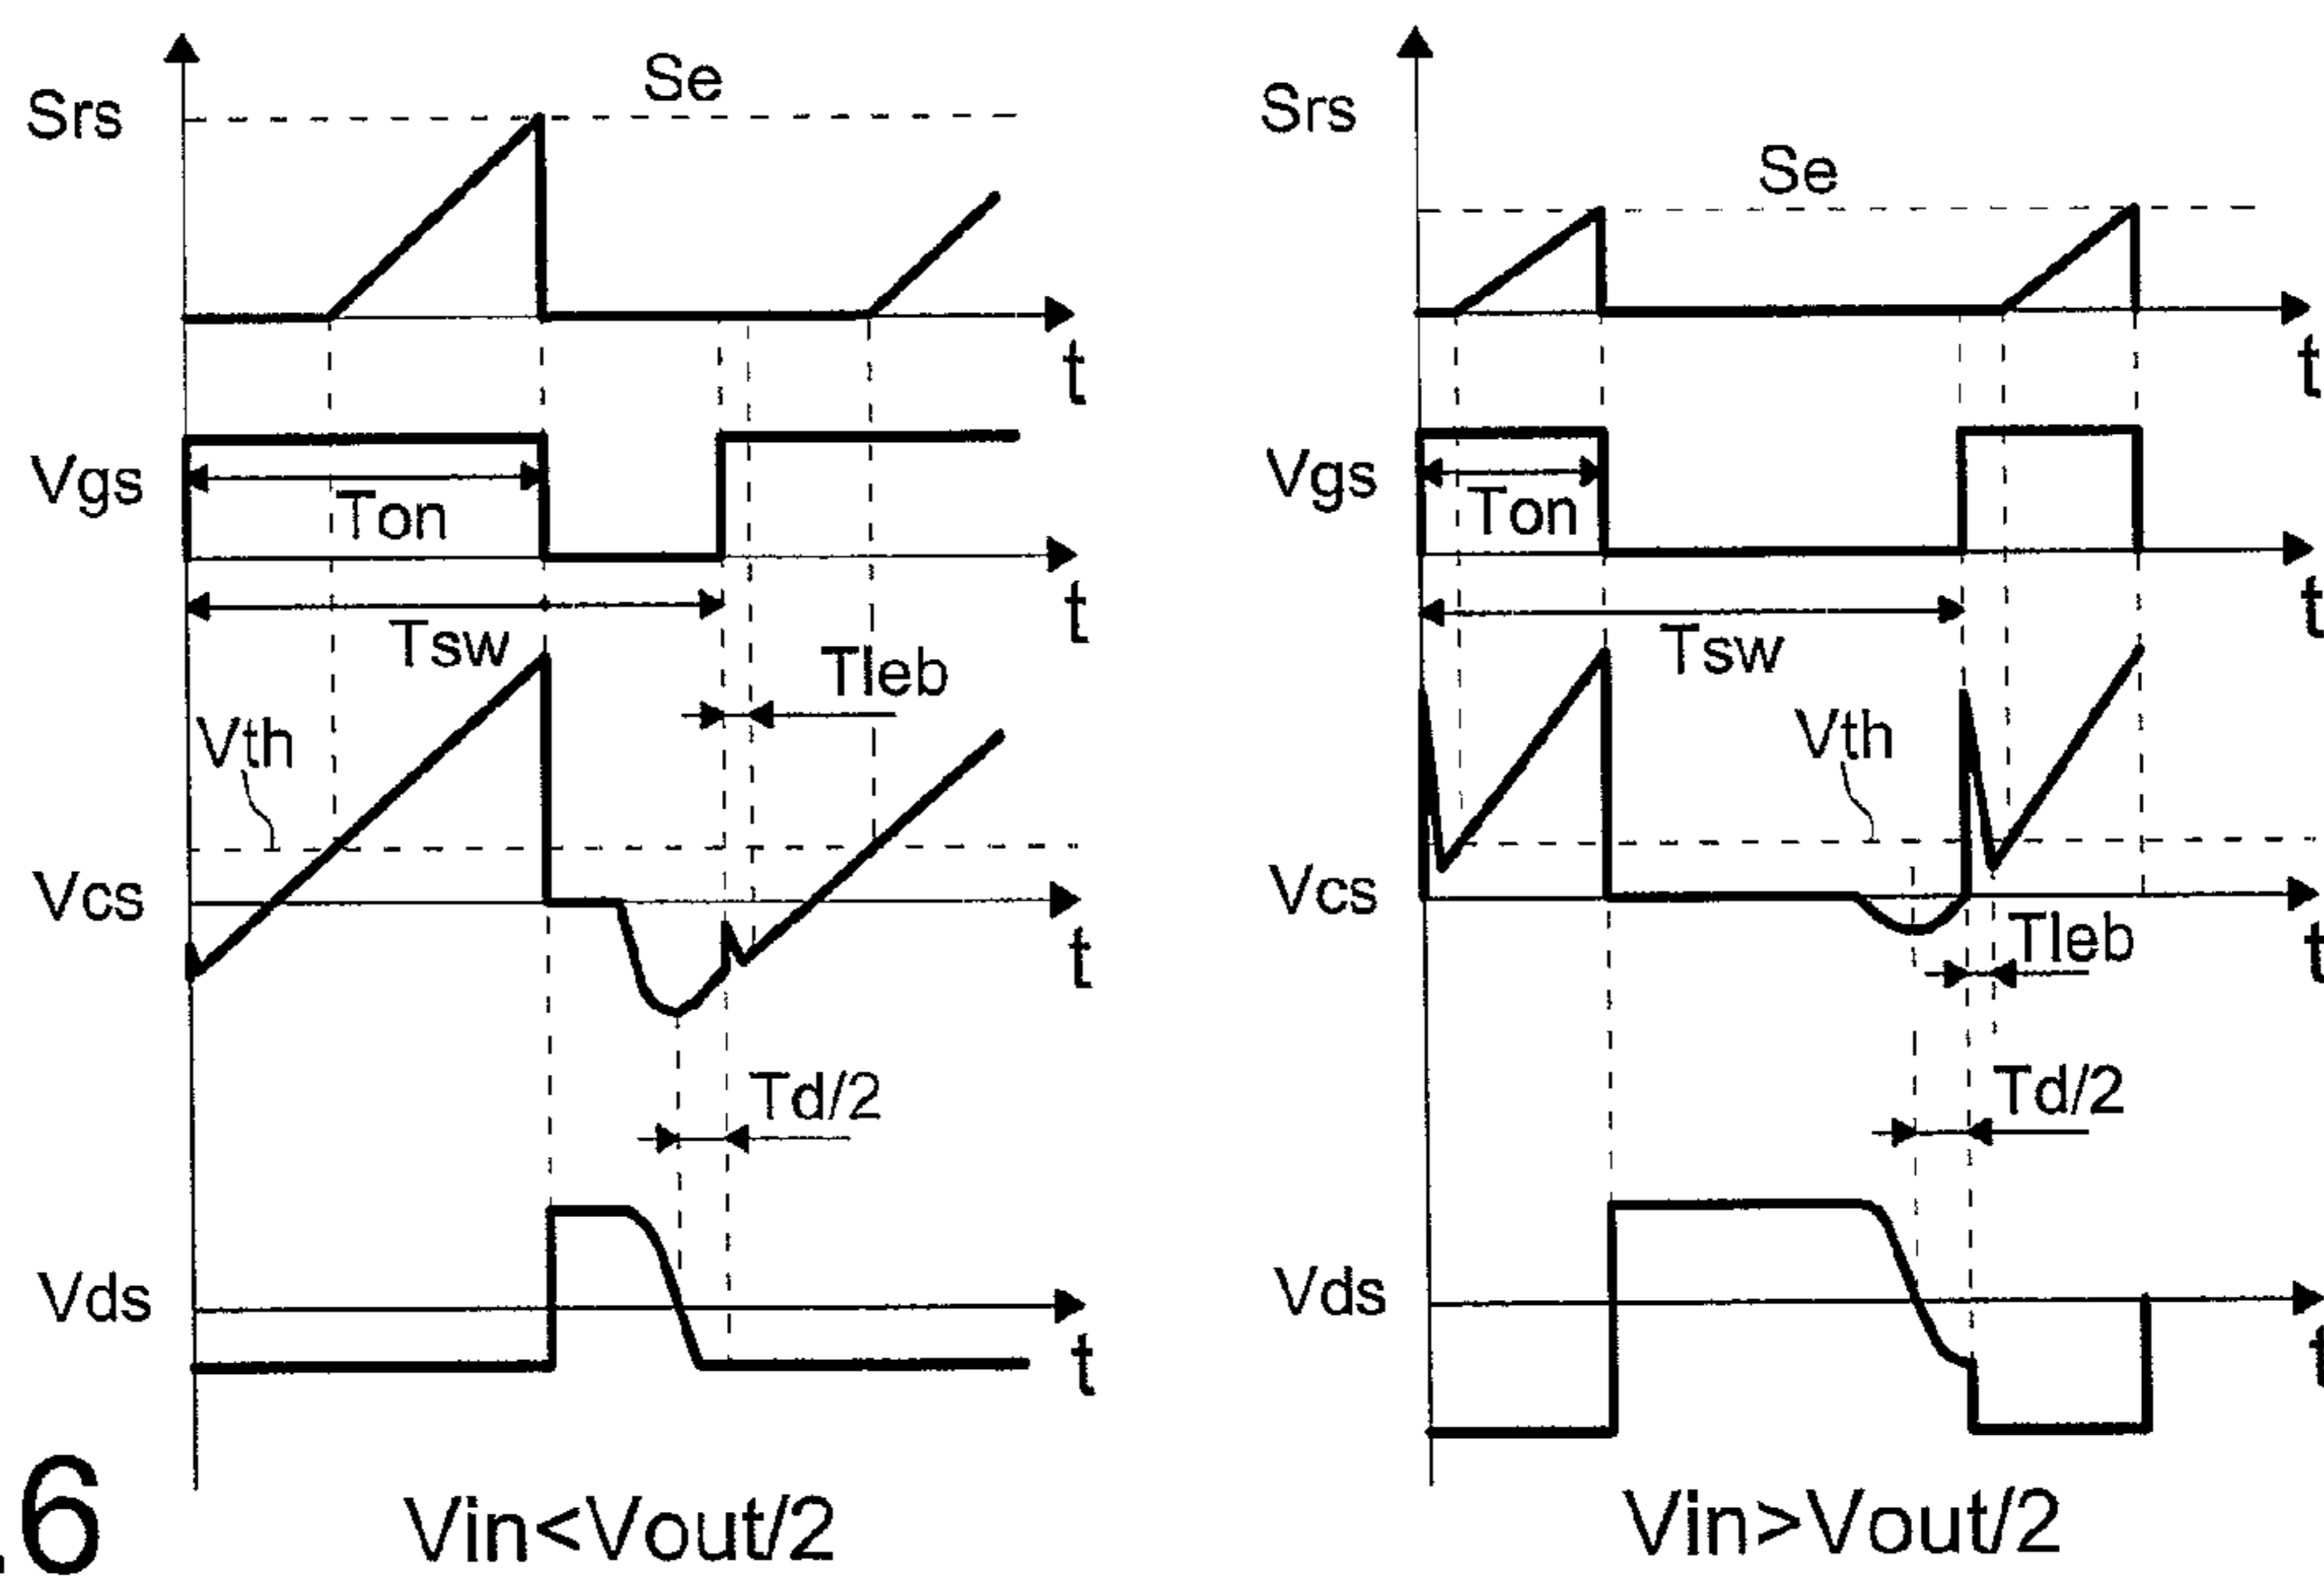 Srs
Se
t
Vgs
Ton
t
Tsw
Tleb
Vth
Vcs
t
Td/2
Vds
t
Vin<Vout/2
Srs
Se
t
Vgs
Ton
t
Tsw
Vth
Vcs
Tleb
t
Td/2
Vds
t
Vin>Vout/2
.6